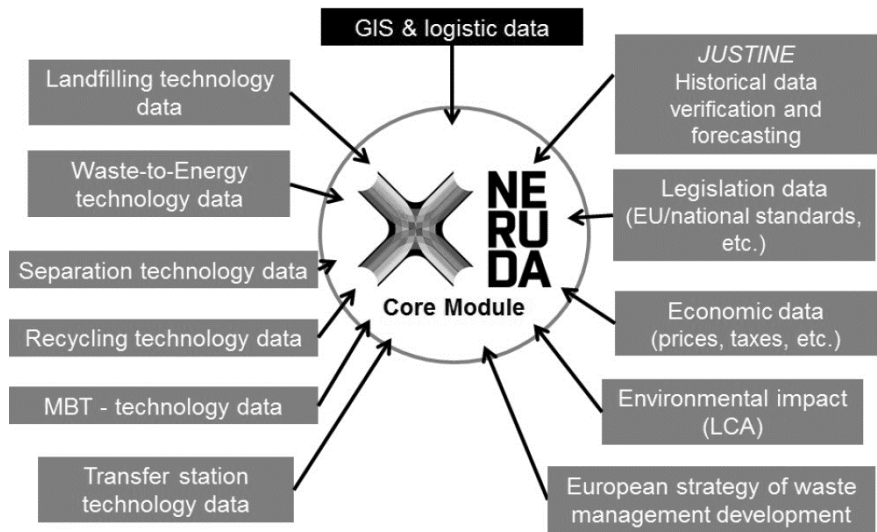 GIS & logistic data
Landfilling technology
data
Waste-to-Energy
technology data
Separation technology data
Recycling technology data
MBT - technology data
Transfer station
technology data
NE
RU
DA
Core Module
JUSTINE
Historical data
verification and
forecasting
Legislation data
(EU/national standards,
etc.)
Economic data
(prices, taxes, etc.)
Environmental impact
(LCA)
European strategy of waste
management development